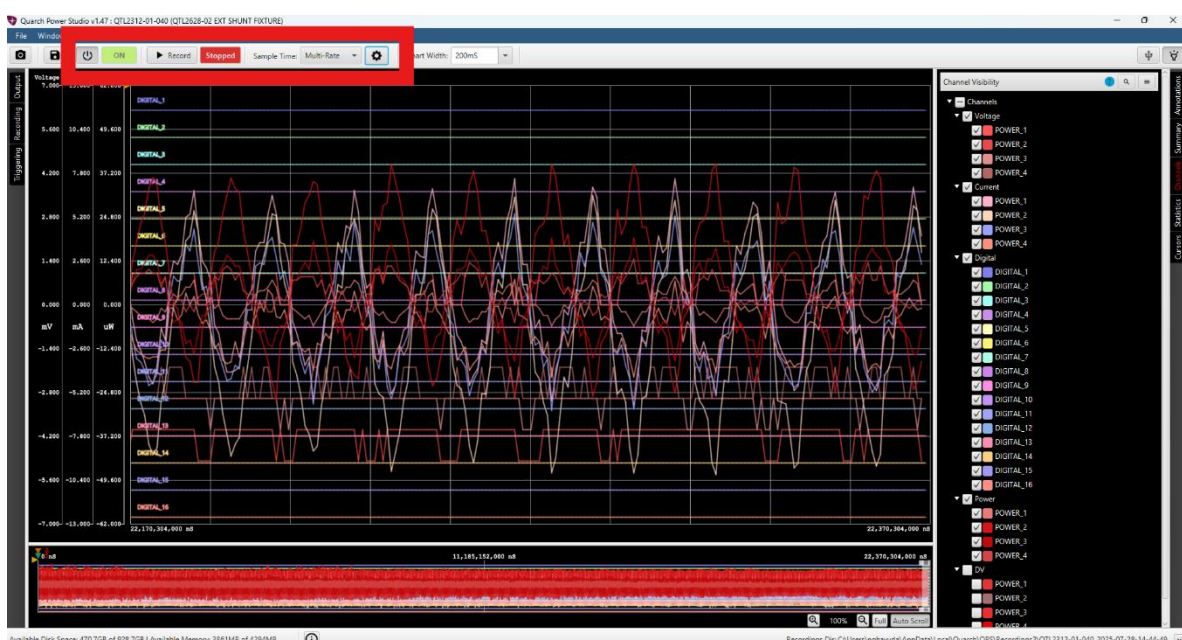 Quarch Power Studio v1.47 : QTL2312-01-040 (QTL2628-02 EXT SHUNT FIXTURE)
File Window
ON Record Stopped Sample Time: Multi-Rate art Width: 200mS
Output
Recording
Triggering
Voltage
7.000
5.600 10.400 49.600
4.200 7.800 37.200
2.800 5.200 24.800
1.400 2.600 12.400
0.000 0.000 0.000
mV mA uW
-1.400 -2.600 -12.400
-2.800 -5.200 -24.800
-4.200 -7.800 -37.200
-5.600 -10.400 -49.600
-7.000 -13.000 -62.000
DIGITAL_1
DIGITAL_2
DIGITAL_3
DIGITAL_4
DIGITAL_5
DIGITAL_6
DIGITAL_7
DIGITAL_8
DIGITAL_9
DIGITAL_10
DIGITAL_11
DIGITAL_12
DIGITAL_13
DIGITAL_14
DIGITAL_15
DIGITAL_16
22,170,304,000 nS 22,370,304,000 nS
0 nS 11,185,152,000 nS 22,370,304,000 nS
100% Full Auto Scroll
Channel Visibility
Channels
Voltage
POWER_1
POWER_2
POWER_3
POWER_4
Current
POWER_1
POWER_2
POWER_3
POWER_4
Digital
DIGITAL_1
DIGITAL_2
DIGITAL_3
DIGITAL_4
DIGITAL_5
DIGITAL_6
DIGITAL_7
DIGITAL_8
DIGITAL_9
DIGITAL_10
DIGITAL_11
DIGITAL_12
DIGITAL_13
DIGITAL_14
DIGITAL_15
DIGITAL_16
Power
POWER_1
POWER_2
POWER_3
POWER_4
DV
POWER_1
POWER_2
POWER_3
POWER_4
Annotations
Summary
Channels
Statistics
Cursors